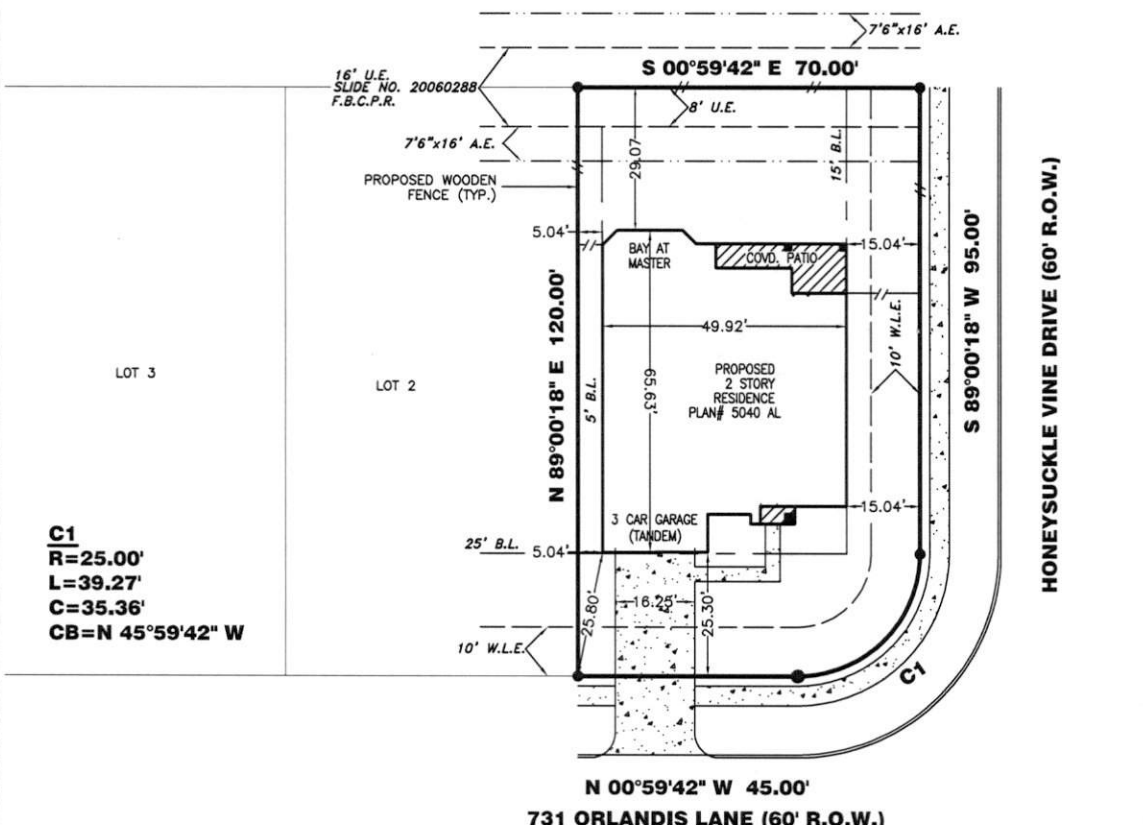 7'6"x16' A.E.
S 00°59'42" E 70.00'
16' U.E.
SLIDE NO. 20060288
F.B.C.P.R.
8' U.E.
7'6"x16' A.E.
29.07
15' B.L.
PROPOSED WOODEN
FENCE (TYP.)
5.04'
BAY AT
MASTER
COVD. PATIO
15.04'
N 89°00'18" E 120.00'
S 89°00'18" W 95.00'
HONEYSUCKLE VINE DRIVE (60' R.O.W.)
49.92'
10' W.L.E.
LOT 3
LOT 2
5' B.L.
65.63'
PROPOSED
2 STORY
RESIDENCE
PLAN# 5040 AL
15.04'
3 CAR GARAGE
(TANDEM)
25' B.L.
5.04'
C1
R=25.00'
L=39.27'
C=35.36'
CB=N 45°59'42" W
25.80'
16.25'
25.30'
10' W.L.E.
C1
N 00°59'42" W 45.00'
731 ORLANDIS LANE (60' R.O.W.)